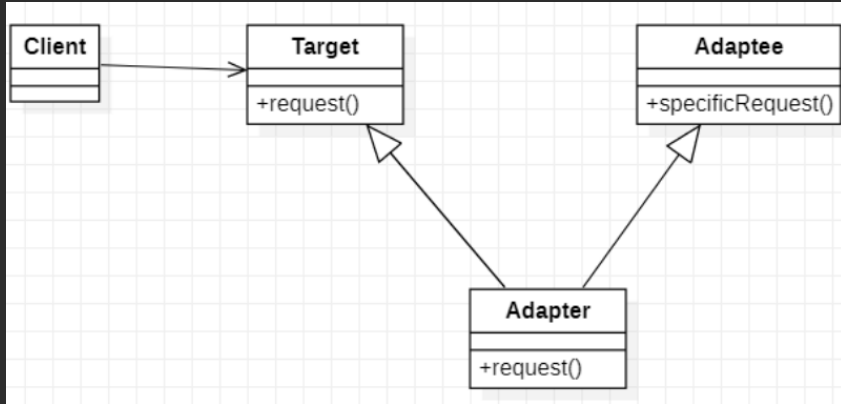 Client
Target
Adaptee
+request()
+specificRequest()
Adapter
+request()